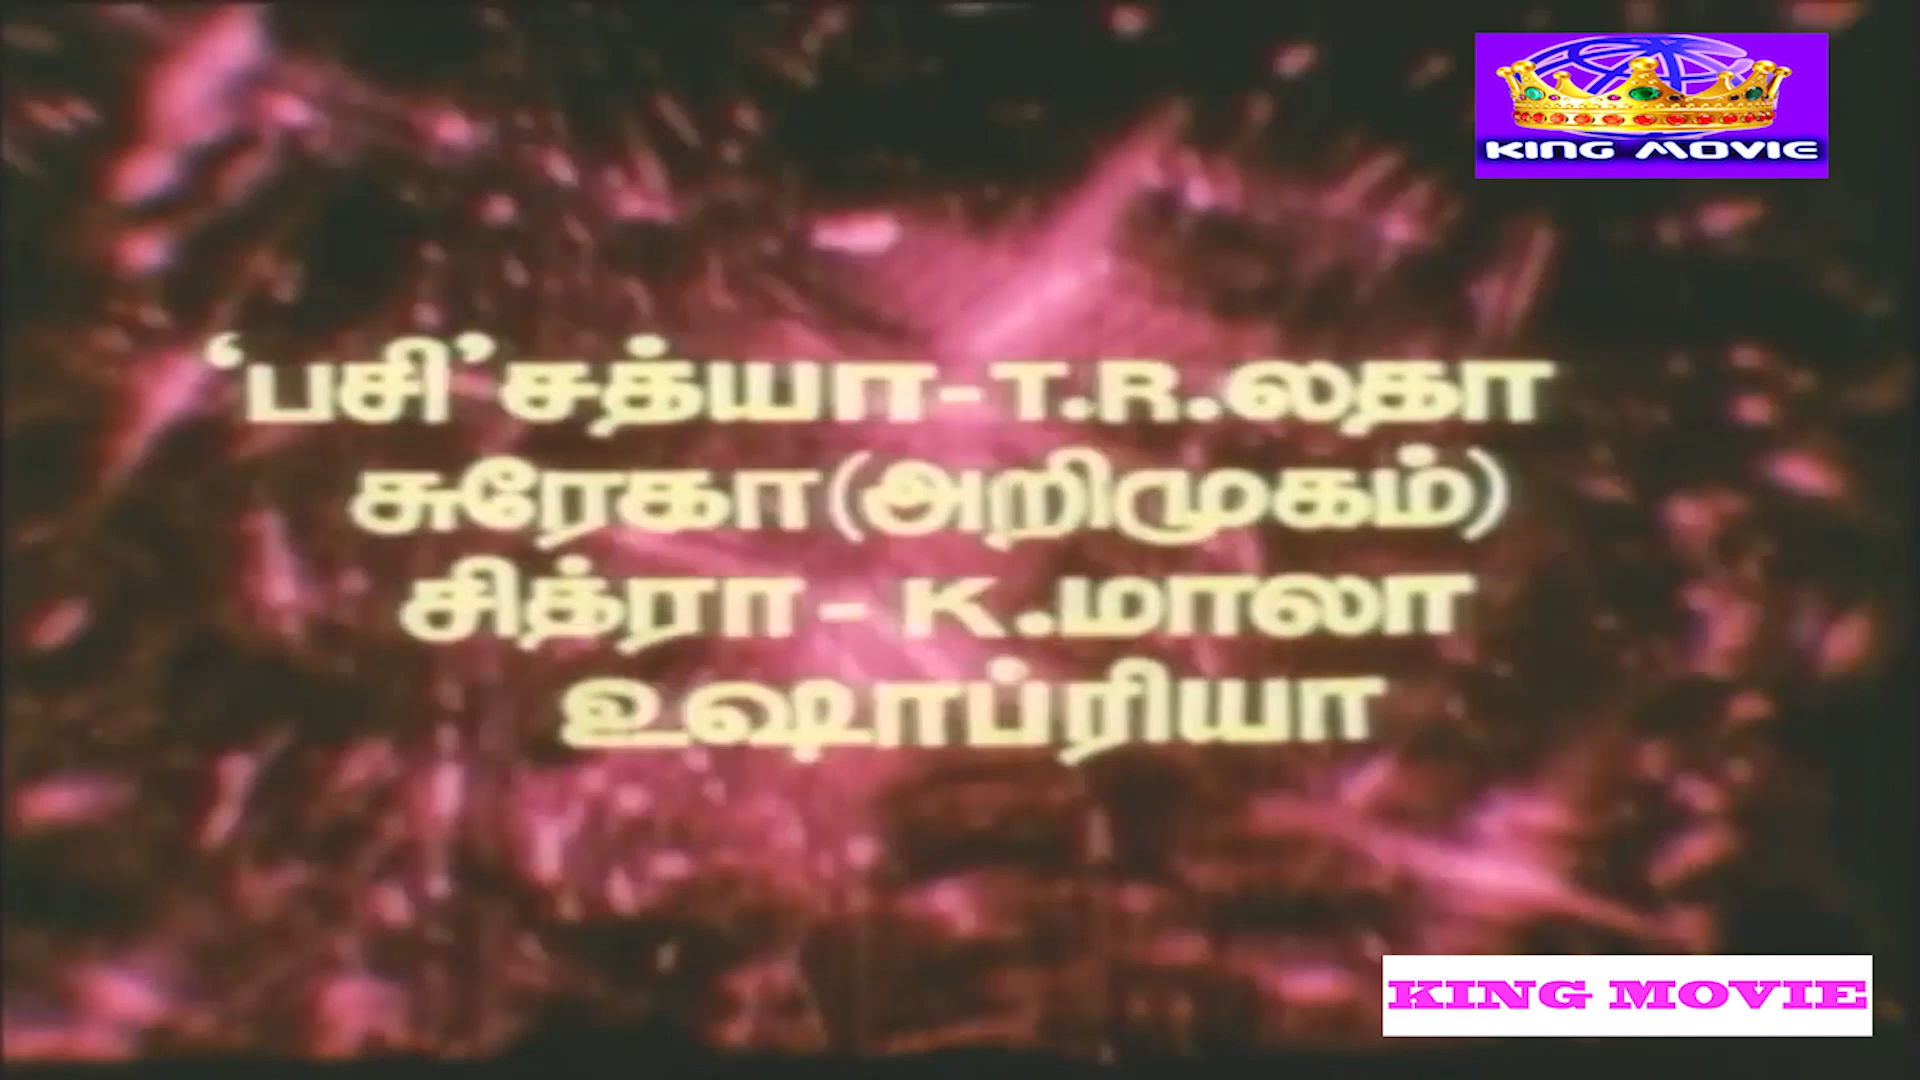 KING MOVIE
‘பசி’ சத்யா - T.R.லதா
சுரேகா (அறிமுகம்)
சித்ரா - K.மாலா
உஷாப்ரியா
KING MOVIE